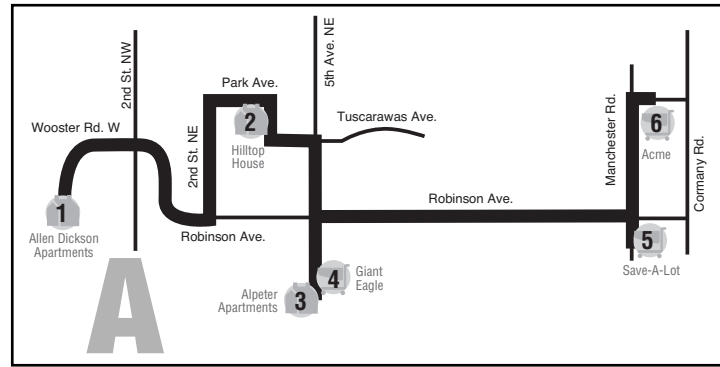 2nd St. NW
5th Ave. NE
Park Ave.
Wooster Rd. W
2
Hilltop
House
Tuscarawas Ave.
2nd St. NE
Manchester Rd.
6
Acme
Cormany Rd.
1
Allen Dickson
Apartments
Robinson Ave.
Robinson Ave.
5
Save-A-Lot
A
4
Giant
Eagle
3
Alpeter
Apartments